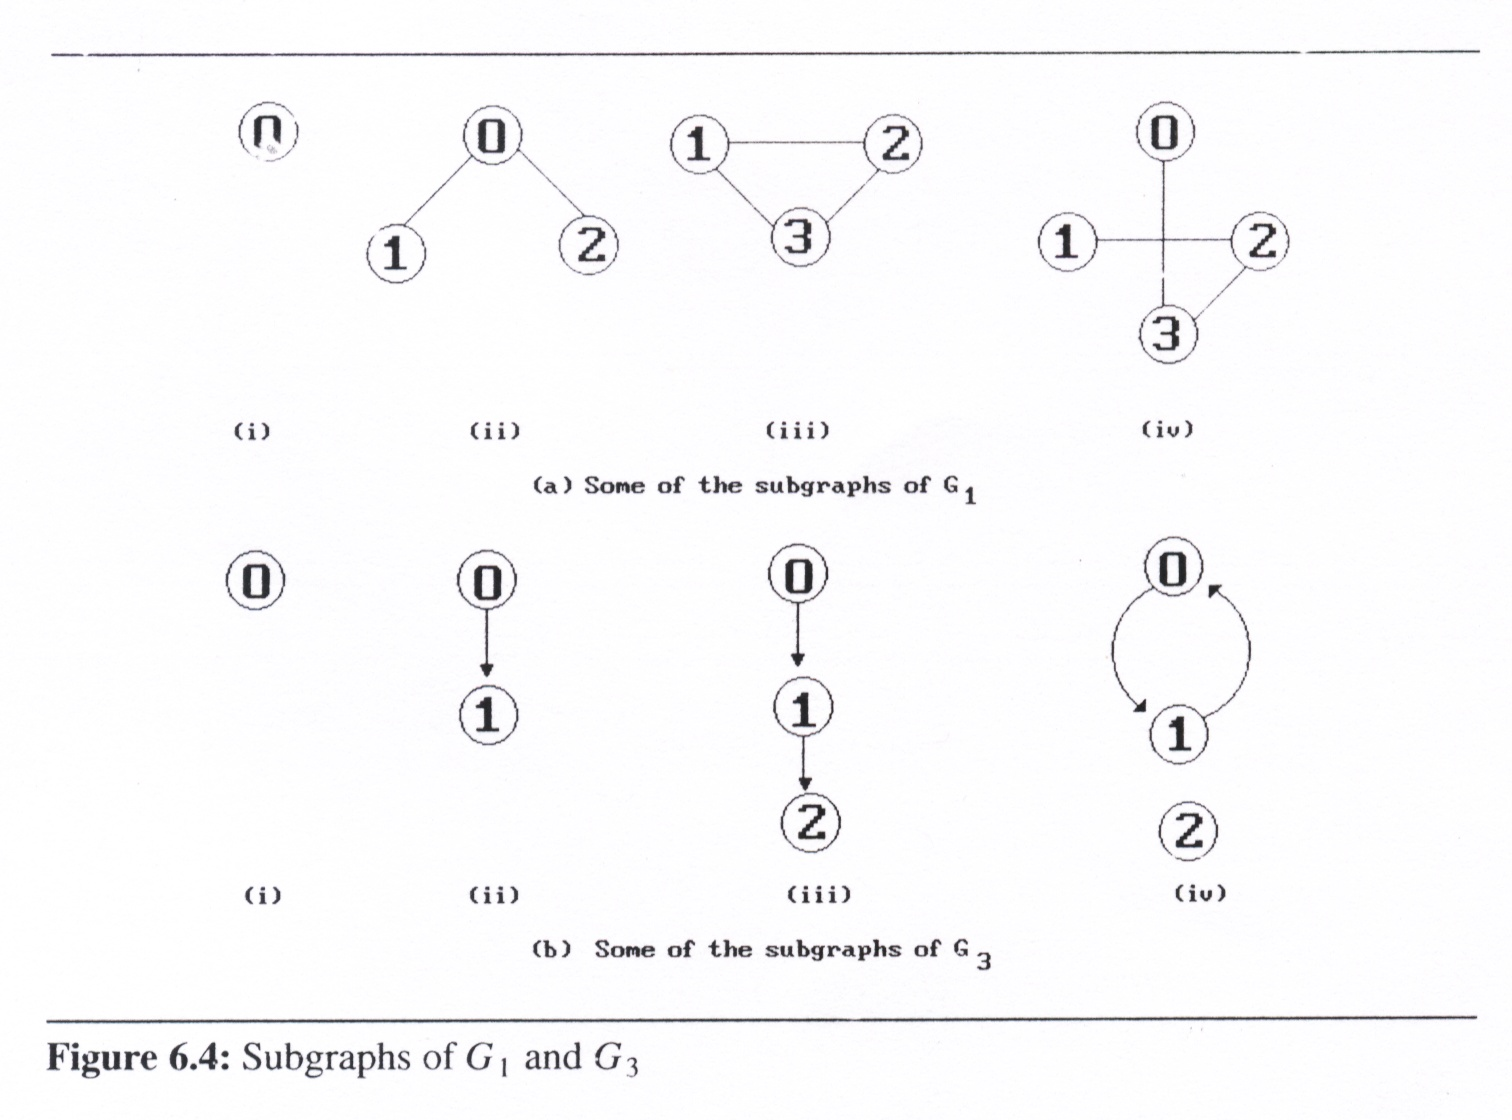 0 0 1 2 0
1 2 3 1 2
3
(i) (ii) (iii) (iv)
(a) Some of the subgraphs of G1
0 0 0 0
1 1 1
2 2
(i) (ii) (iii) (iv)
(b) Some of the subgraphs of G3
Figure 6.4: Subgraphs of G1 and G3